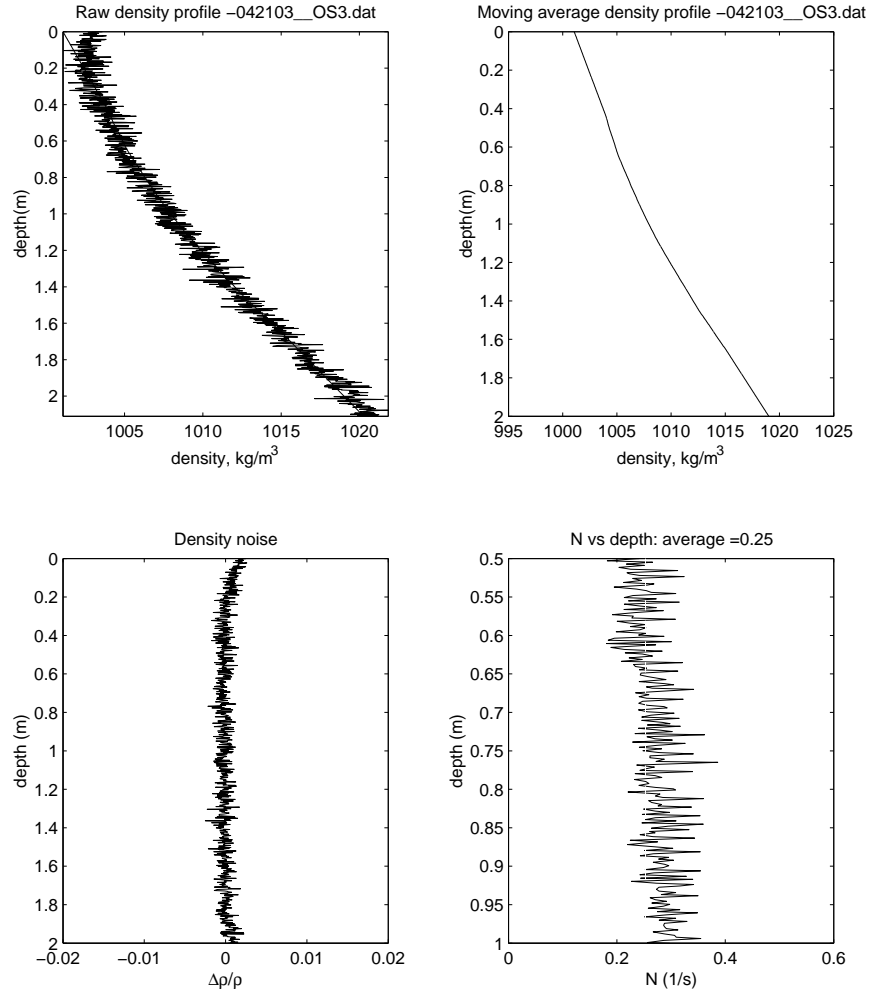 Raw density profile −042103__OS3.dat
0
0.2
0.4
0.6
0.8
1
1.2
1.4
1.6
1.8
2
depth(m)
1005 1010 1015 1020
density, kg/m³
Moving average density profile −042103__OS3.dat
0
0.2
0.4
0.6
0.8
1
1.2
1.4
1.6
1.8
2
depth(m)
995 1000 1005 1010 1015 1020 1025
density, kg/m³
Density noise
0
0.2
0.4
0.6
0.8
1
1.2
1.4
1.6
1.8
2
depth (m)
−0.02 −0.01 0 0.01 0.02
Δρ/ρ
N vs depth: average =0.25
0.5
0.55
0.6
0.65
0.7
0.75
0.8
0.85
0.9
0.95
1
depth (m)
0 0.2 0.4 0.6
N (1/s)